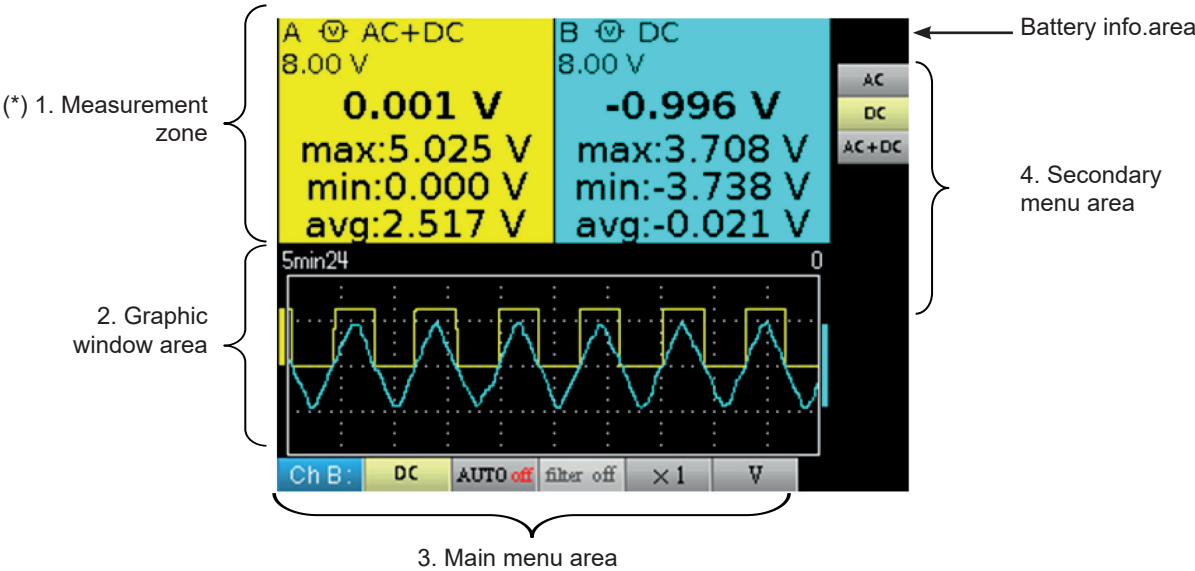 A V AC+DC
8.00 V
0.001 V
max:5.025 V
min:0.000 V
avg:2.517 V
B V DC
8.00 V
-0.996 V
max:3.708 V
min:-3.738 V
avg:-0.021 V
Battery info.area
AC
DC
AC+DC
(*) 1. Measurement
zone
4. Secondary
menu area
5min24 0
2. Graphic
window area
Ch B: DC AUTO off filter off ×1 V
3. Main menu area